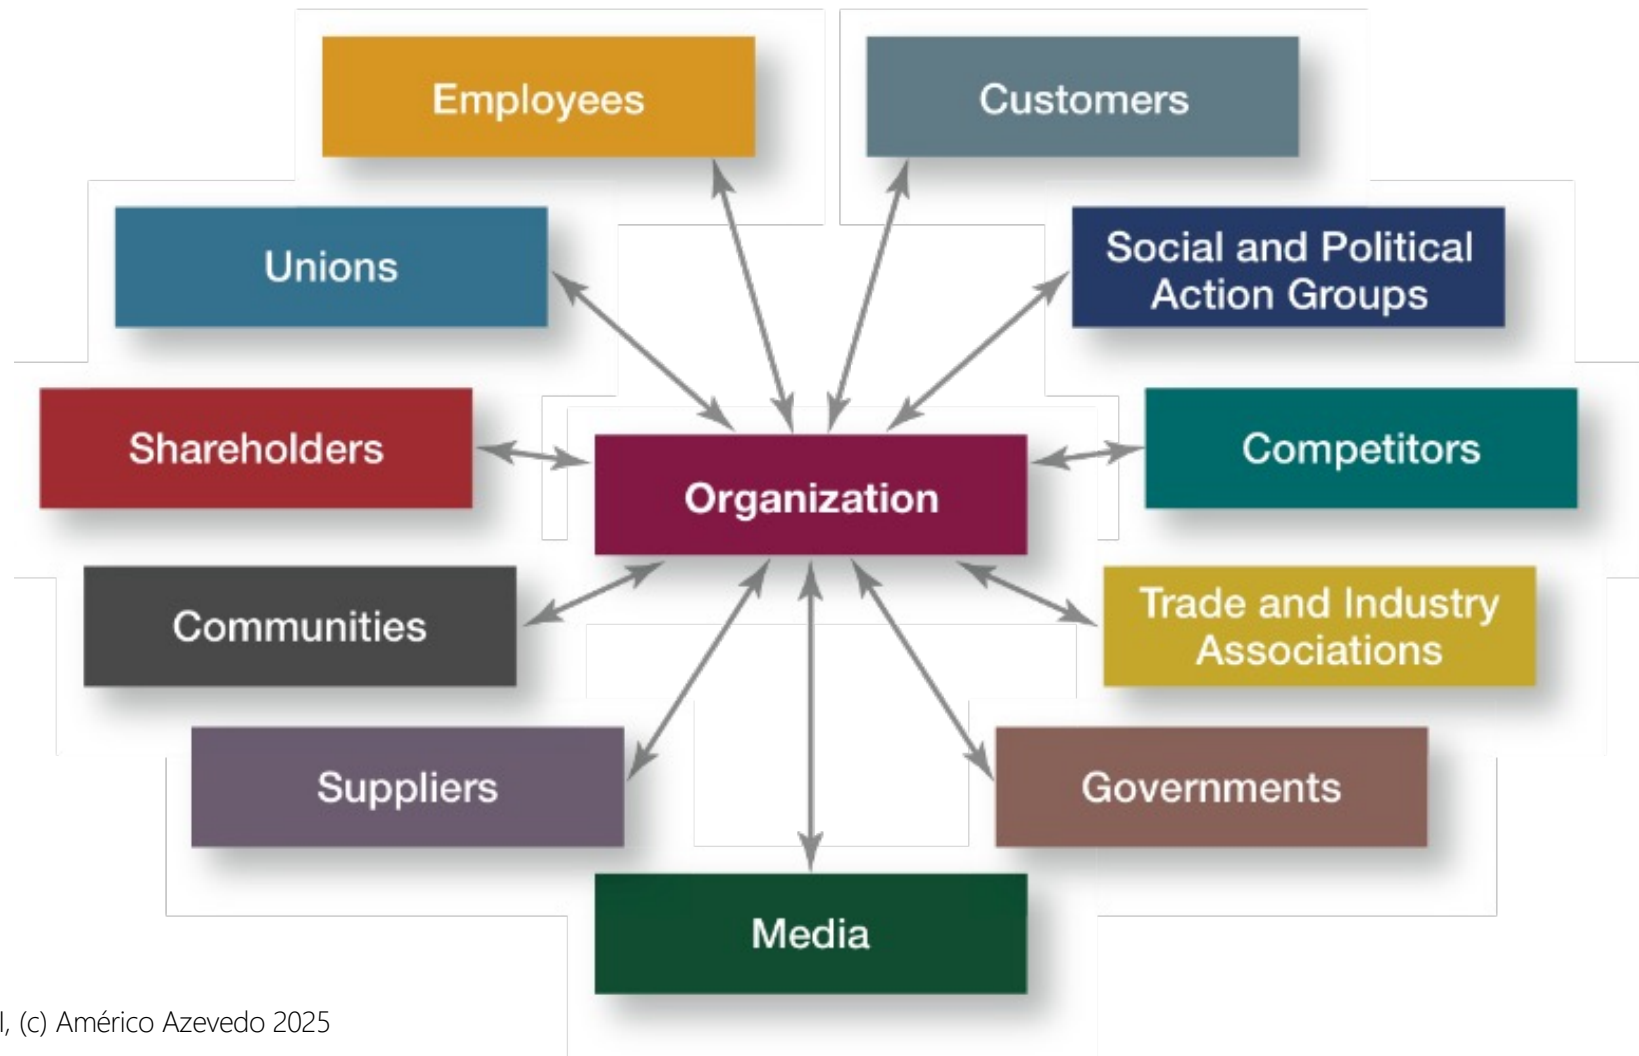 Employees
Customers
Unions
Social and Political
Action Groups
Shareholders
Competitors
Organization
Communities
Trade and Industry
Associations
Suppliers
Governments
Media
(c) Américo Azevedo 2025